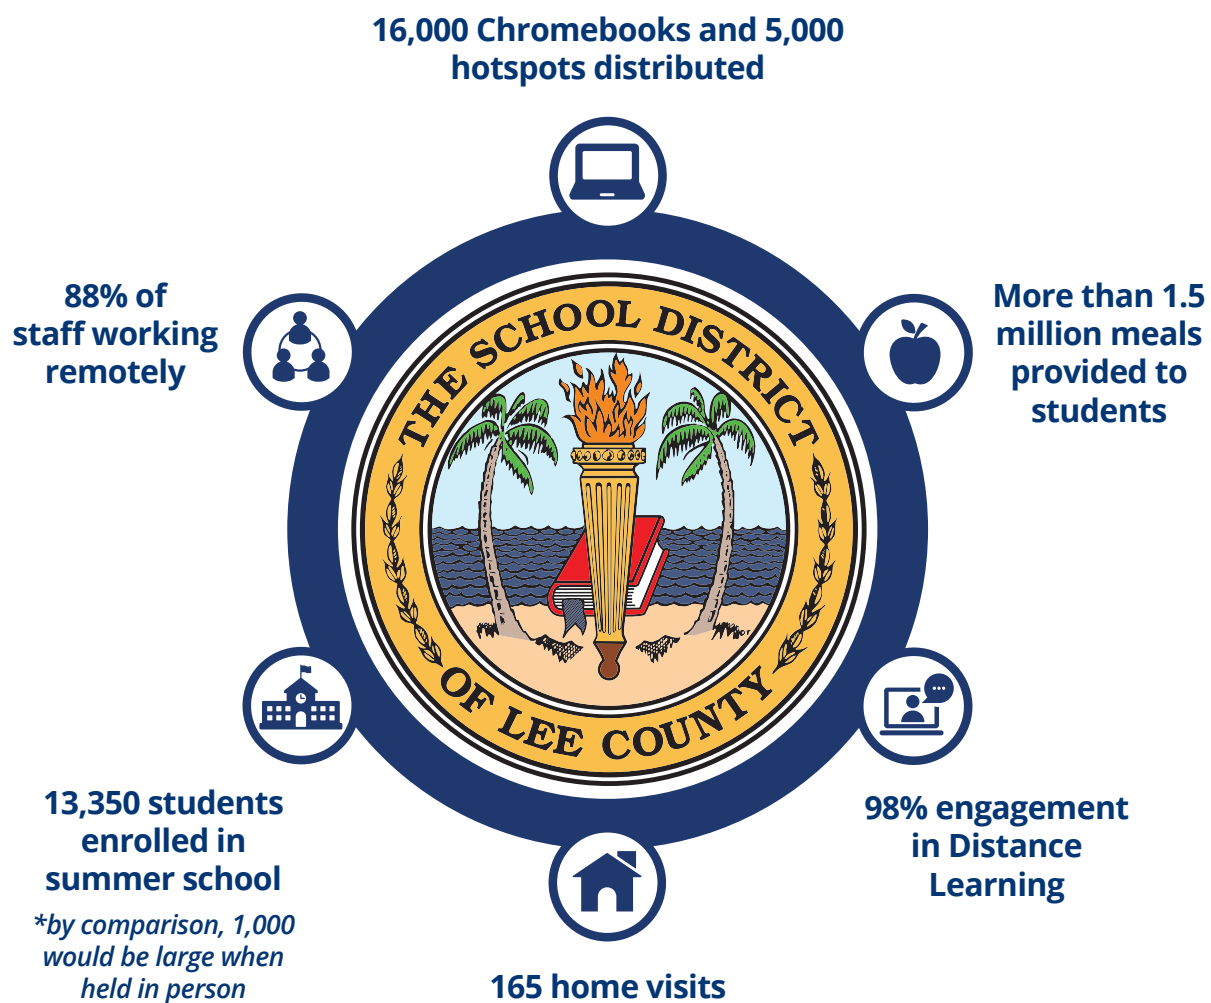 16,000 Chromebooks and 5,000
hotspots distributed
88% of
staff working
remotely
More than 1.5
million meals
provided to
students
THE SCHOOL DISTRICT
OF LEE COUNTY
13,350 students
enrolled in
summer school
*by comparison, 1,000
would be large when
held in person
98% engagement
in Distance
Learning
165 home visits